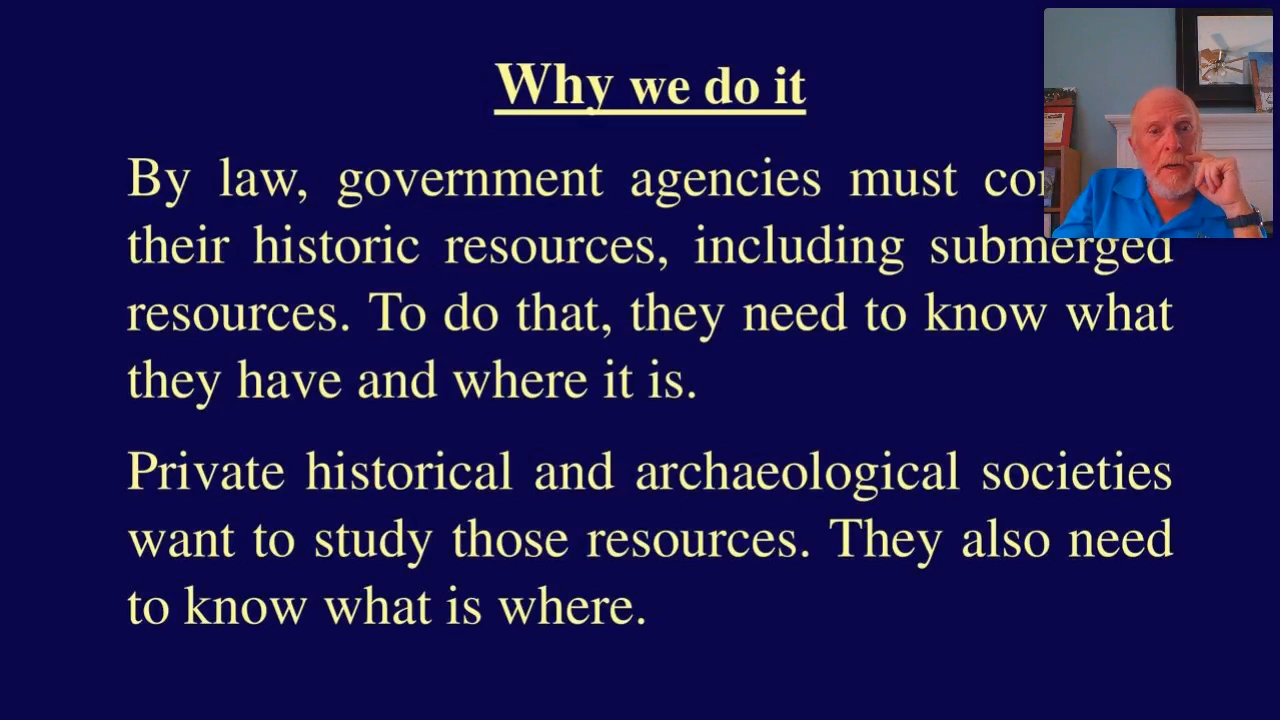 Why we do it
By law, government agencies must
their historic resources, including submerged
resources. To do that, they need to know what
they have and where it is.
Private historical and archaeological societies
want to study those resources. They also need
to know what is where.